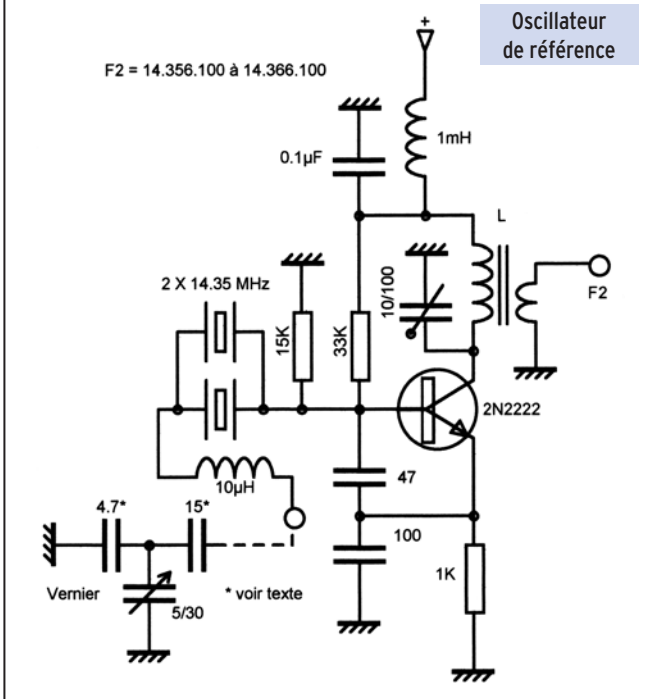 Oscillateur
de référence
+
F2 = 14.356.100 à 14.366.100
1mH
0.1µF
L
2 X 14.35 MHz
10/100
F2
15K
33K
2N2222
10µH
47
4.7*
15*
100
Vernier
5/30
* voir texte
1K